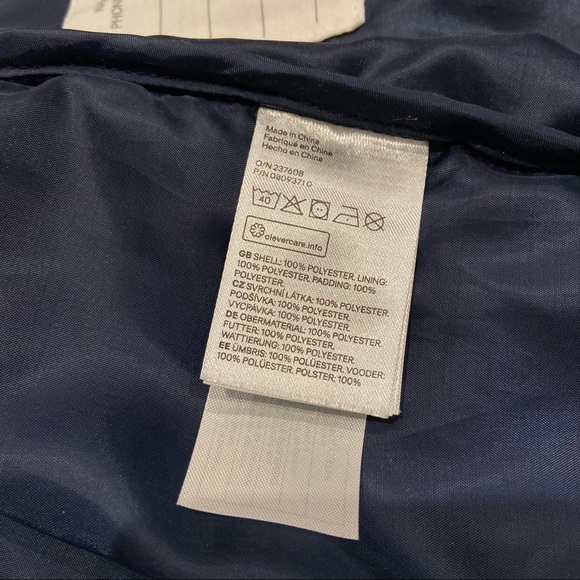 PHON
Made in China
Fabriqué en Chine
Hecho en China
O/N 237608
P/N 08093710
40
clevercare.info
GB SHELL: 100% POLYESTER. LINING:
100% POLYESTER. PADDING: 100%
POLYESTER.
CZ SVRCHNÍ LÁTKA: 100% POLYESTER.
PODŠÍVKA: 100% POLYESTER.
VYCPÁVKA: 100% POLYESTER.
DE OBERMATERIAL: 100% POLYESTER.
FUTTER: 100% POLYESTER.
WATTIERUNG: 100% POLYESTER.
EE ÜMBRIS: 100% POLÜESTER. VOODER:
100% POLÜESTER. POLSTER: 100%